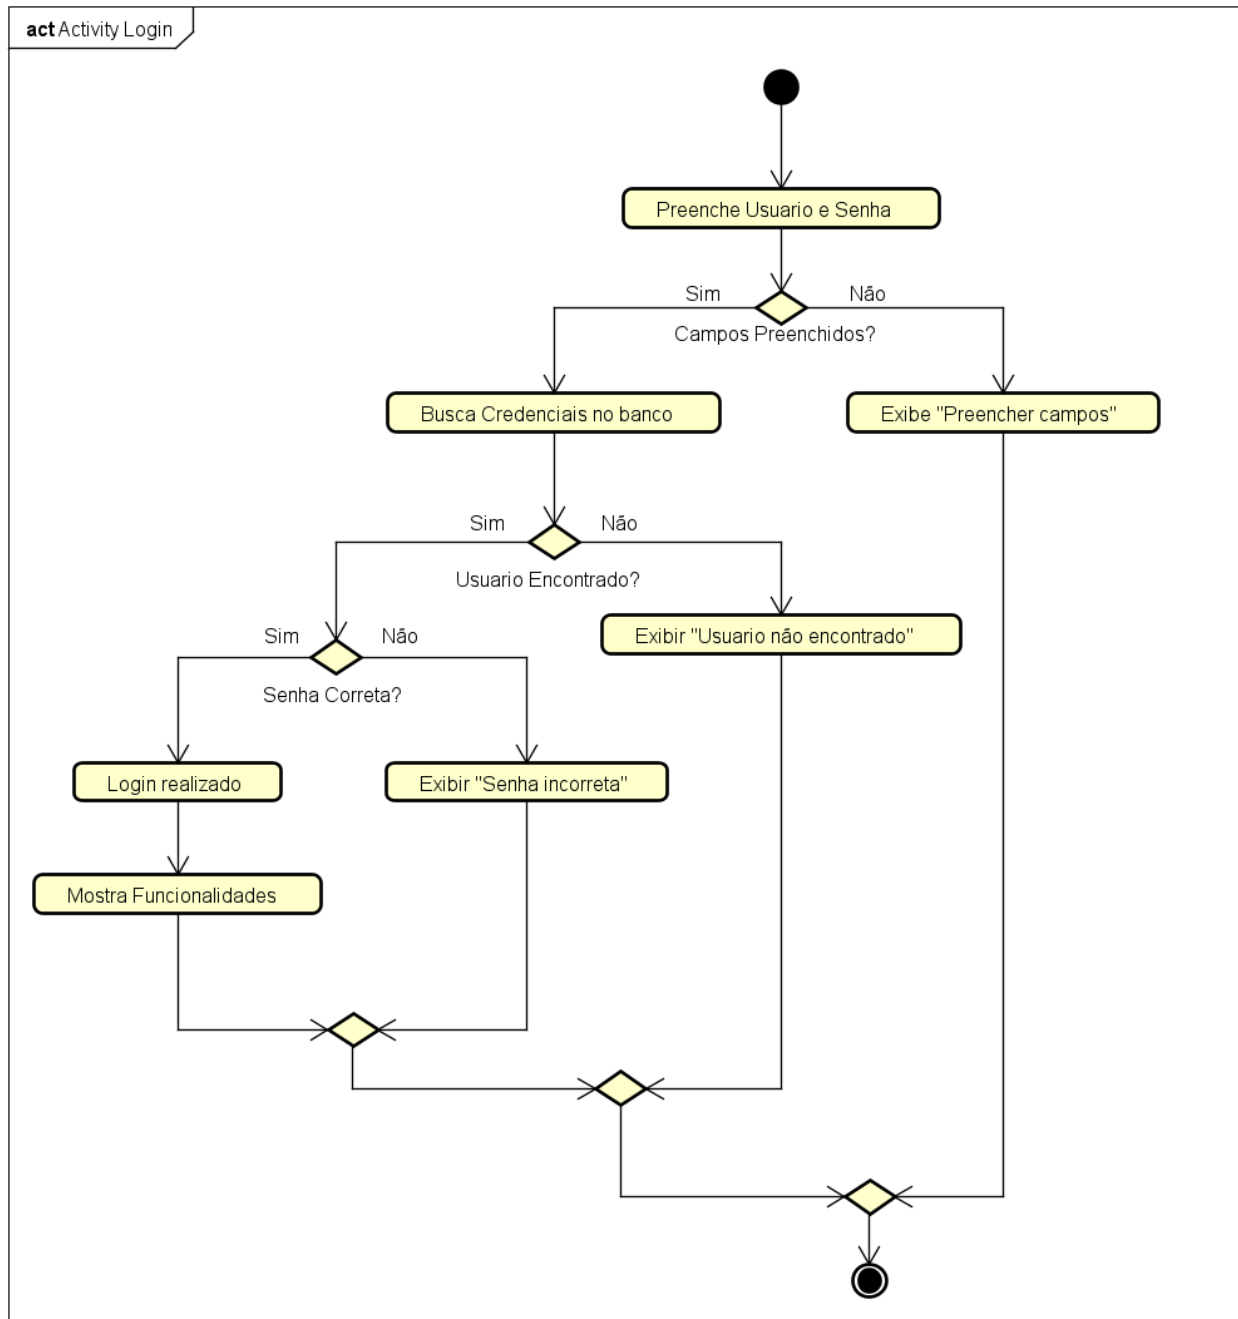 act Activity Login
Preenche Usuario e Senha
Sim
Não
Campos Preenchidos?
Busca Credenciais no banco
Exibe "Preencher campos"
Sim
Não
Usuario Encontrado?
Exibir "Usuario não encontrado"
Sim
Não
Senha Correta?
Login realizado
Exibir "Senha incorreta"
Mostra Funcionalidades